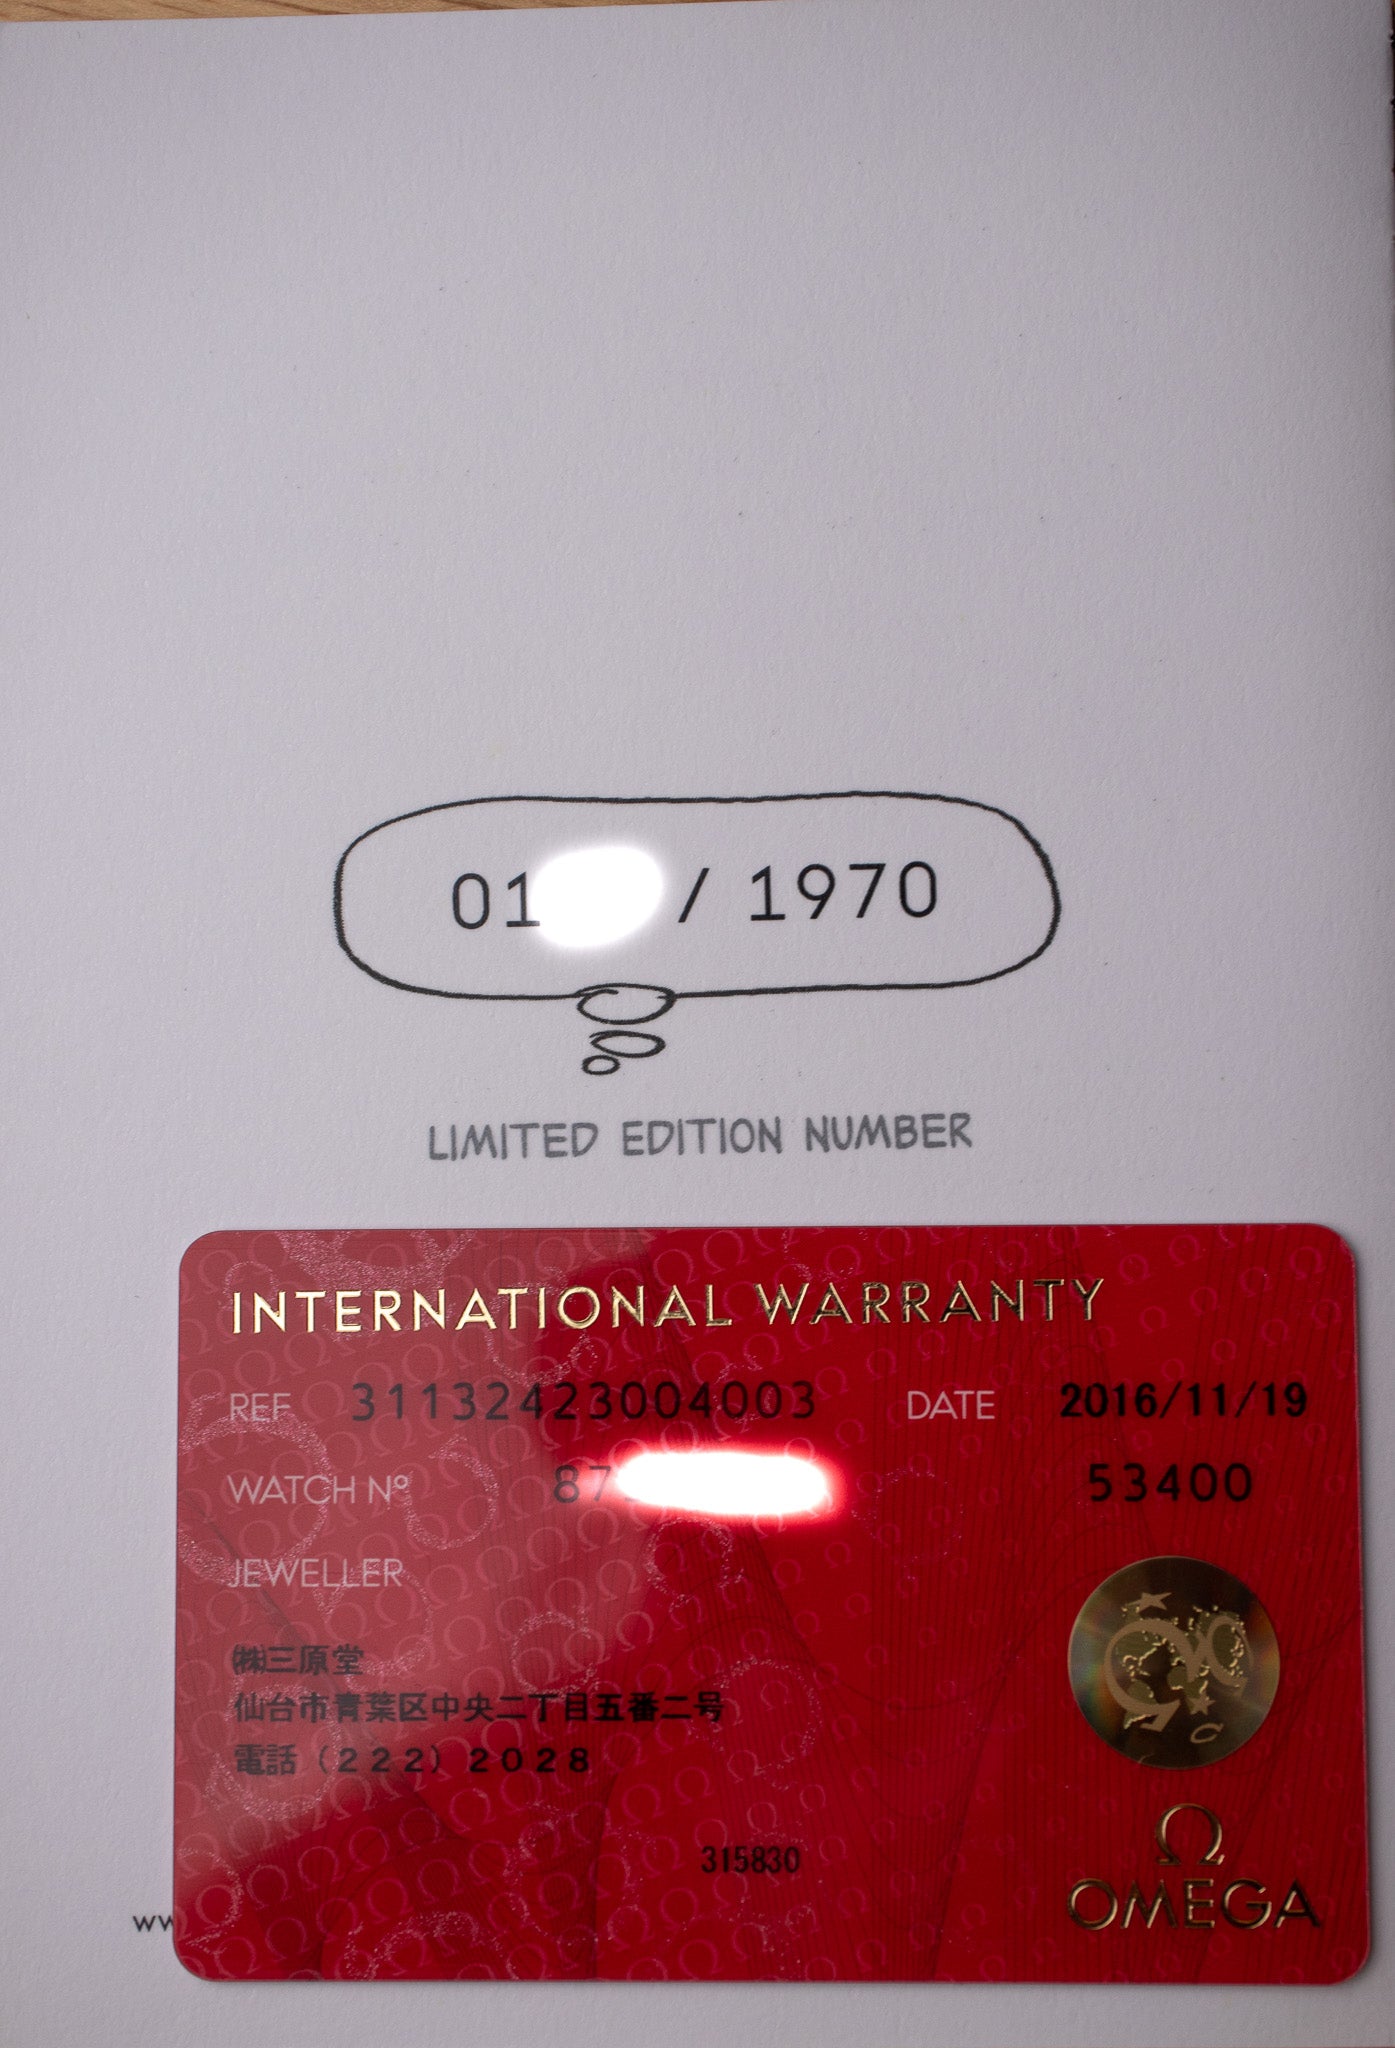 01 / 1970
LIMITED EDITION NUMBER
INTERNATIONAL WARRANTY
REF 31132423004003 DATE 2016/11/19
WATCH Nº 87 53400
JEWELLER
㈱三原堂
仙台市青葉区中央二丁目五番二号
電話（222）2028
315830
Ω
OMEGA
ww